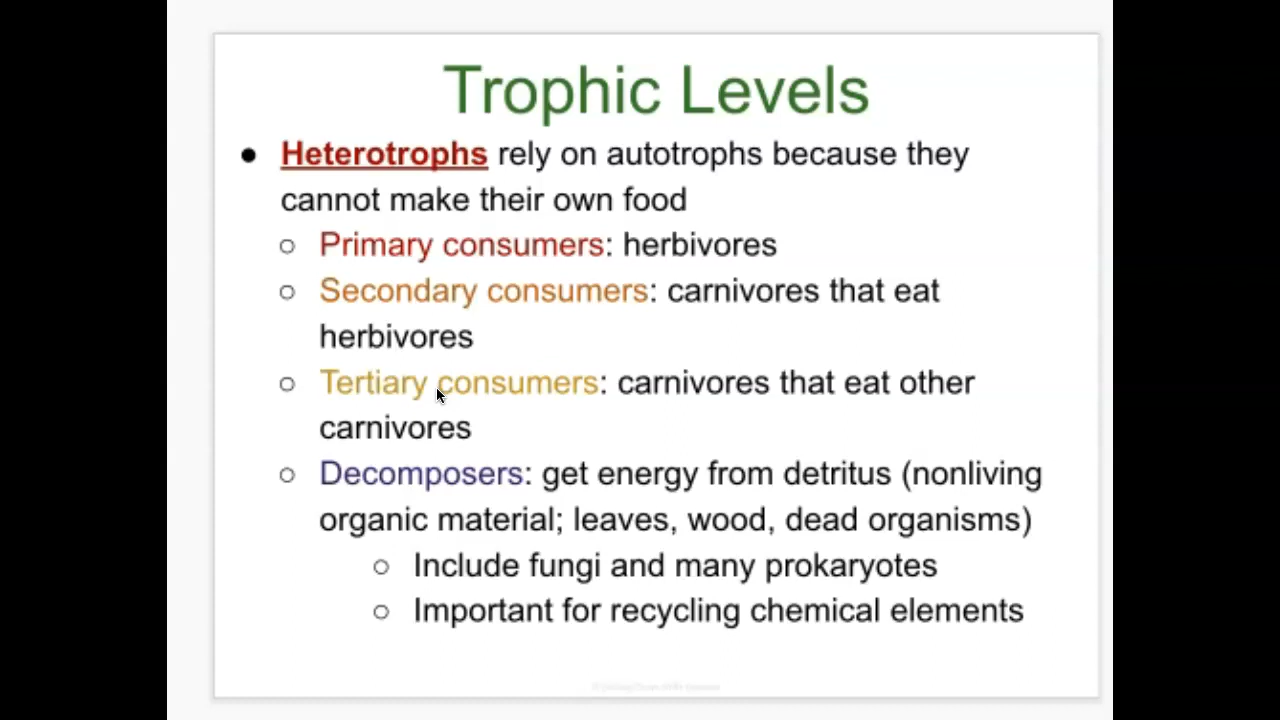 Trophic Levels
● Heterotrophs rely on autotrophs because they
cannot make their own food
○ Primary consumers: herbivores
○ Secondary consumers: carnivores that eat
herbivores
○ Tertiary consumers: carnivores that eat other
carnivores
○ Decomposers: get energy from detritus (nonliving
organic material; leaves, wood, dead organisms)
○ Include fungi and many prokaryotes
○ Important for recycling chemical elements